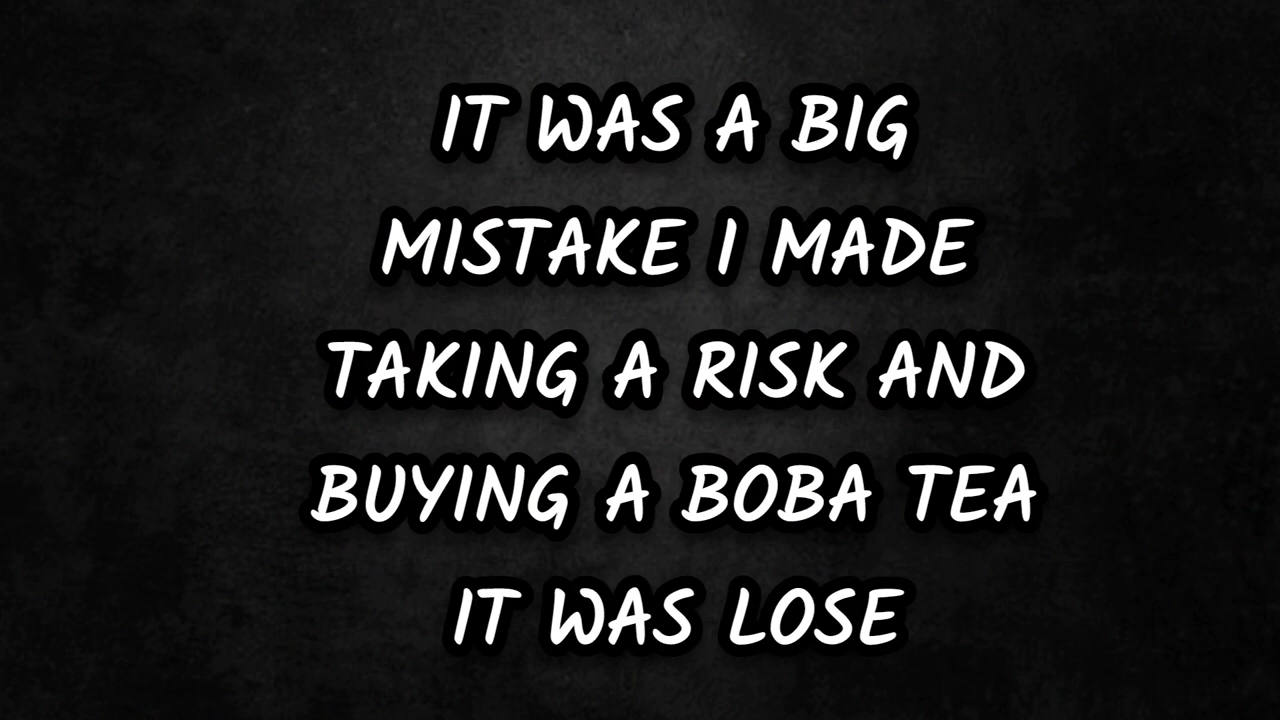 IT WAS A BIG
MISTAKE I MADE
TAKING A RISK AND
BUYING A BOBA TEA
IT WAS LOSE